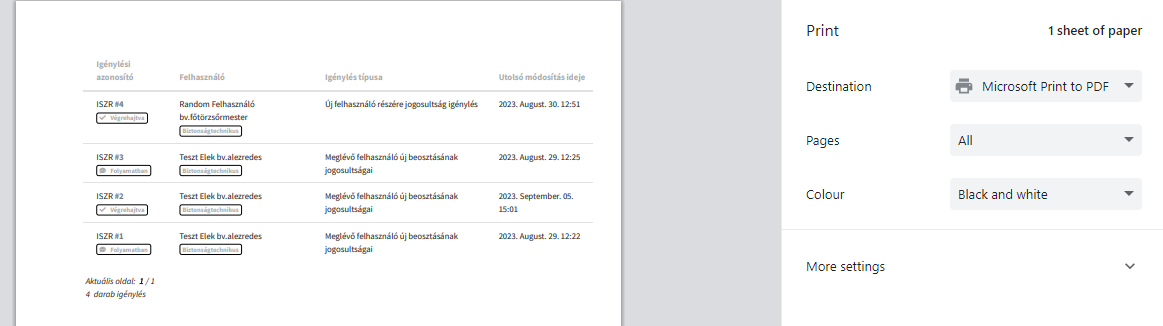 Igénylési
azonosító Felhasználó Igénylés típusa Utolsó módosítás ideje
ISZR #4 Random Felhasználó Új felhasználó részére jogosultság igénylés 2023. August. 30. 12:51
Végrehajtva bv.főtörzsőrmester
Biztonságtechnikus
ISZR #3 Teszt Elek bv.alezredes Meglévő felhasználó új beosztásának 2023. August. 29. 12:25
Folyamatban Biztonságtechnikus jogosultságai
ISZR #2 Teszt Elek bv.alezredes Meglévő felhasználó új beosztásának 2023. September. 05.
Végrehajtva Biztonságtechnikus jogosultságai 15:01
ISZR #1 Teszt Elek bv.alezredes Meglévő felhasználó új beosztásának 2023. August. 29. 12:22
Folyamatban Biztonságtechnikus jogosultságai
Aktuális oldal: 1 / 1
4 darab igénylés
Print 1 sheet of paper
Destination Microsoft Print to PDF
Pages All
Colour Black and white
More settings